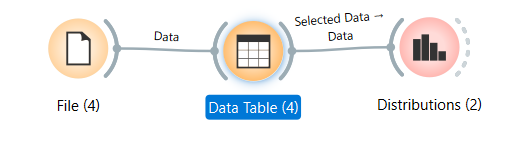 Data
Selected Data →
Data
File (4)
Data Table (4)
Distributions (2)